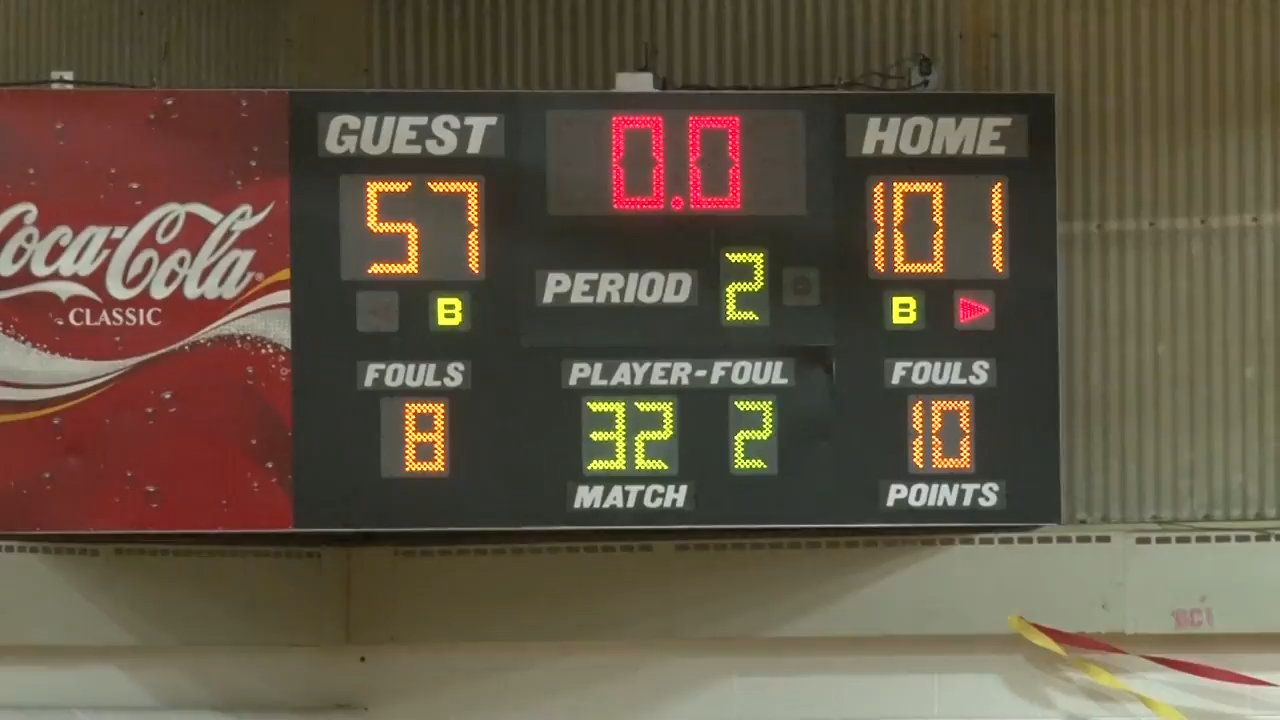 Coca-Cola
CLASSIC
GUEST
0.0
HOME
57
101
PERIOD 2
B
B
FOULS
PLAYER-FOUL
FOULS
8
32 2
10
MATCH
POINTS